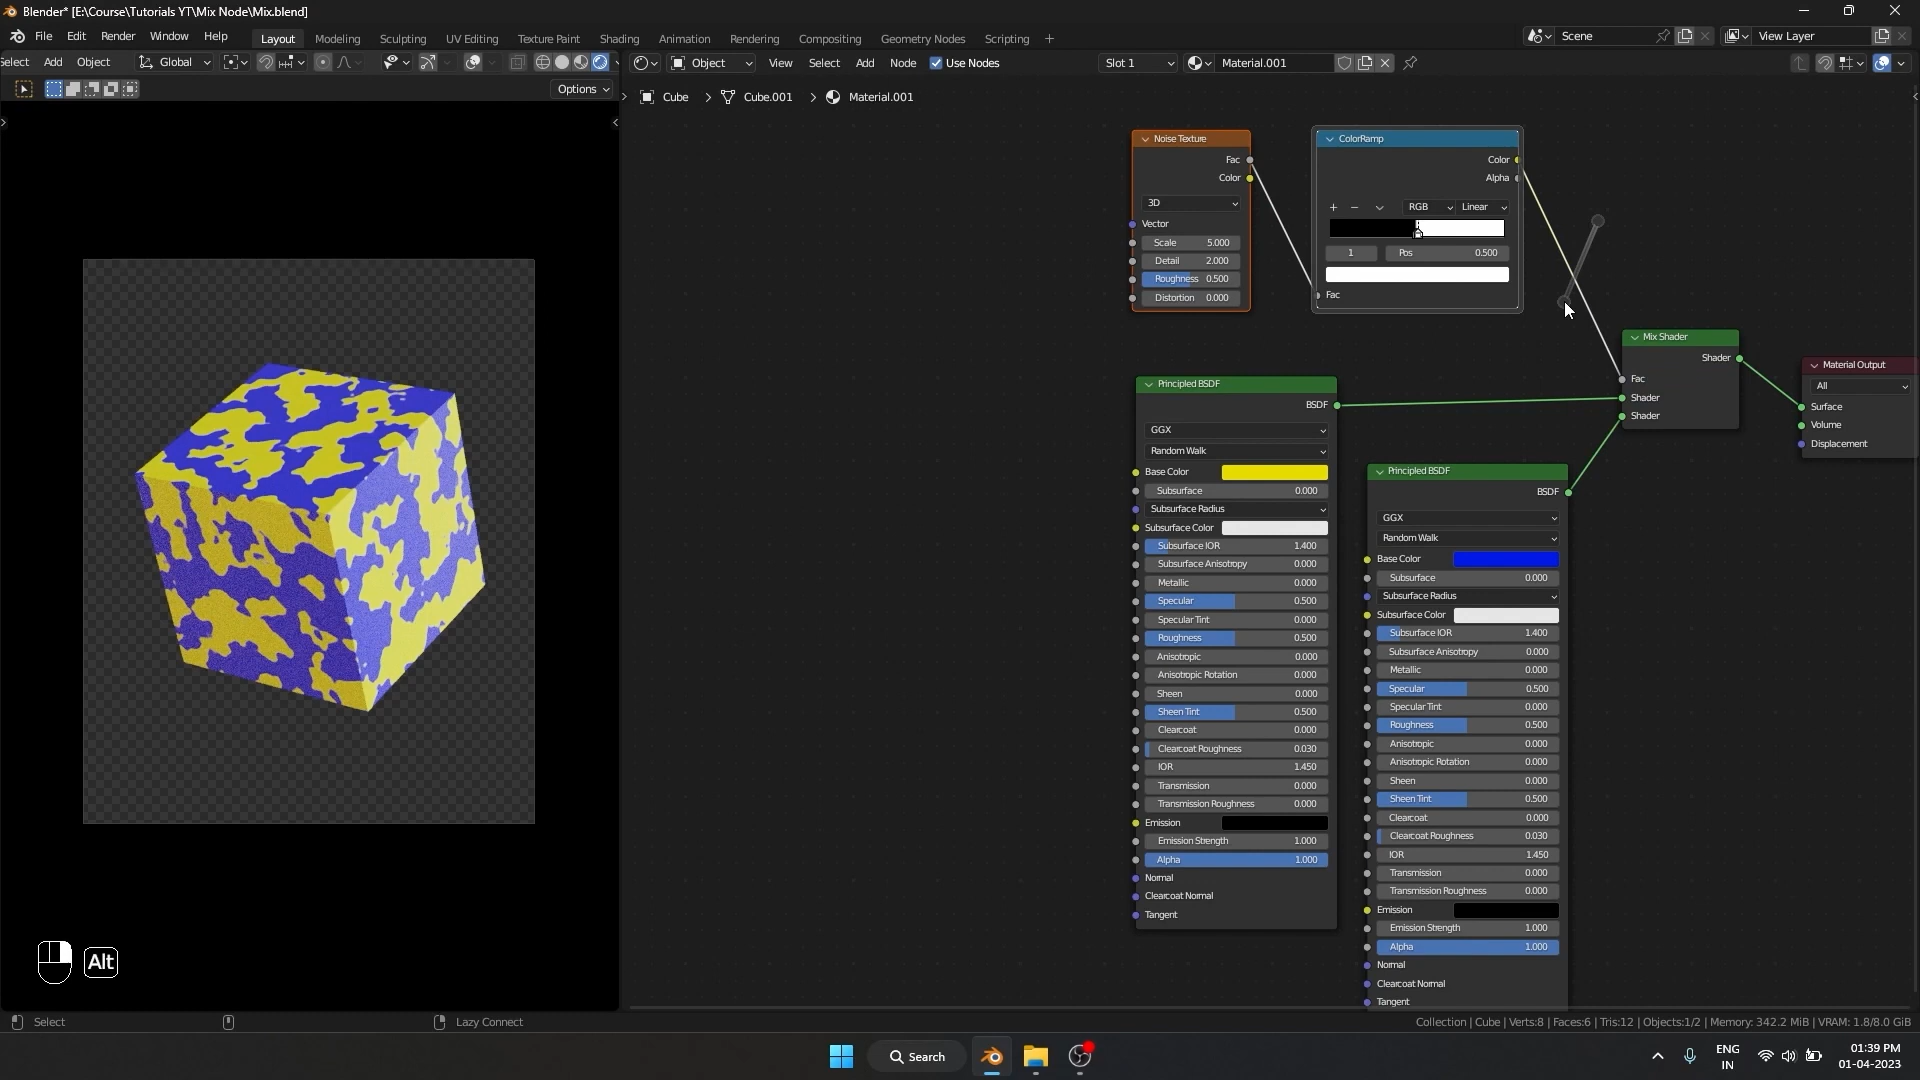 Blender* [E:\Course\Tutorials YT\Mix Node\Mix.blend]
File Edit Render Window Help Layout Modeling Sculpting UV Editing Texture Paint Shading Animation Rendering Compositing Geometry Nodes Scripting + Scene View Layer
Select Add Object Global Object View Select Add Node Use Nodes Slot 1 Material.001
Options
Cube > Cube.001 > Material.001
Noise Texture
Fac
Color
3D
Vector
Scale 5.000
Detail 2.000
Roughness 0.500
Distortion 0.000
ColorRamp
Color
Alpha
RGB Linear
1 Pos 0.500
Fac
Mix Shader
Shader
Fac
Shader
Shader
Material Output
All
Surface
Volume
Displacement
Principled BSDF
BSDF
GGX
Random Walk
Base Color
Subsurface 0.000
Subsurface Radius
Subsurface Color
Subsurface IOR 1.400
Subsurface Anisotropy 0.000
Metallic 0.000
Specular 0.500
Specular Tint 0.000
Roughness 0.500
Anisotropic 0.000
Anisotropic Rotation 0.000
Sheen 0.000
Sheen Tint 0.500
Clearcoat 0.000
Clearcoat Roughness 0.030
IOR 1.450
Transmission 0.000
Transmission Roughness 0.000
Emission
Emission Strength 1.000
Alpha 1.000
Normal
Clearcoat Normal
Tangent
Principled BSDF
BSDF
GGX
Random Walk
Base Color
Subsurface 0.000
Subsurface Radius
Subsurface Color
Subsurface IOR 1.400
Subsurface Anisotropy 0.000
Metallic 0.000
Specular 0.500
Specular Tint 0.000
Roughness 0.500
Anisotropic 0.000
Anisotropic Rotation 0.000
Sheen 0.000
Sheen Tint 0.500
Clearcoat 0.000
Clearcoat Roughness 0.030
IOR 1.450
Transmission 0.000
Transmission Roughness 0.000
Emission
Emission Strength 1.000
Alpha 1.000
Normal
Clearcoat Normal
Tangent
Alt
Select Lazy Connect Collection | Cube | Verts:8 | Faces:6 | Tris:12 | Objects:1/2 | Memory: 342.2 MiB | VRAM: 1.8/8.0 GiB
Search
ENG
IN
01:39 PM
01-04-2023